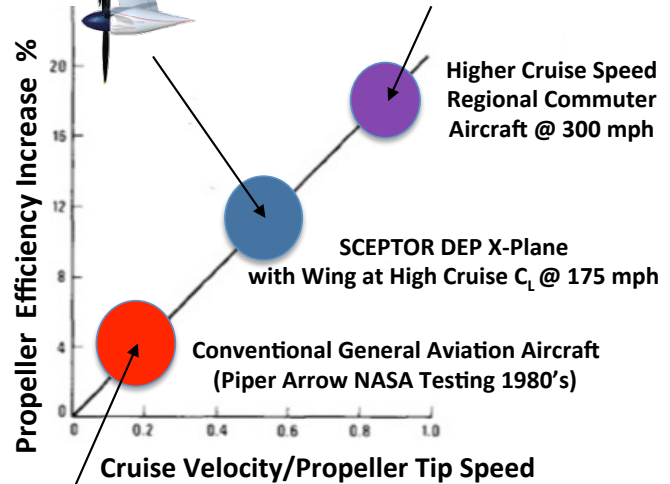 Propeller Efficiency Increase %
20
15
12
8
4
0
0
0.2
0.4
0.6
0.8
1.0
Higher Cruise Speed
Regional Commuter
Aircraft @ 300 mph
SCEPTOR DEP X-Plane
with Wing at High Cruise CL @ 175 mph
Conventional General Aviation Aircraft
(Piper Arrow NASA Testing 1980's)
Cruise Velocity/Propeller Tip Speed